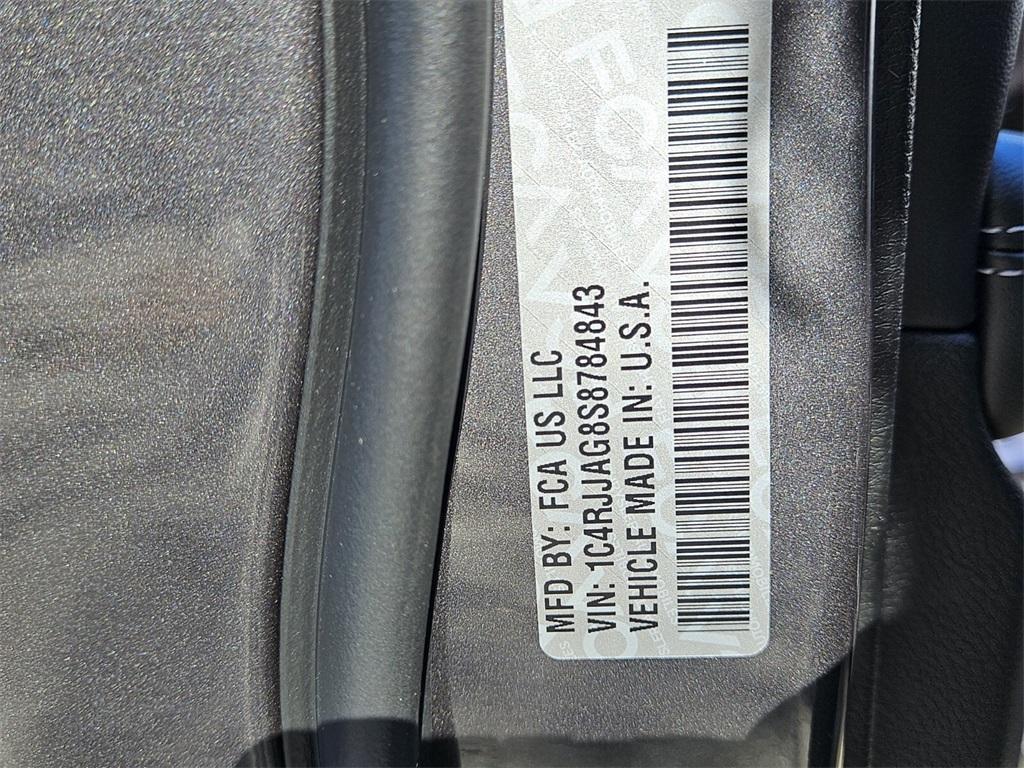 MFD BY: FCA US LLC
VIN: 1C4RJJAG8S8784843
VEHICLE MADE IN: U.S.A.